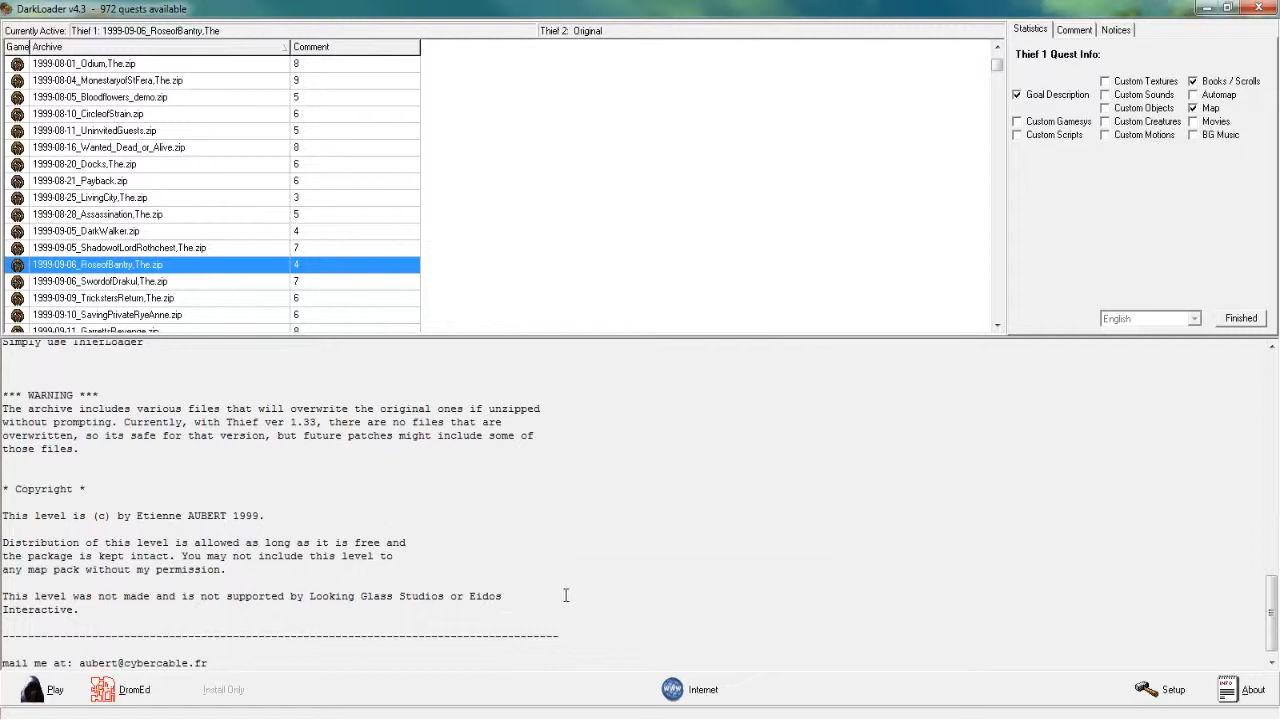 DarkLoader v4.3 - 972 quests available
Currently Active: Thief 1: 1999-09-06_RoseofBantry,The
Thief 2: Original
Game Archive Comment
1999-08-01_Odium,The.zip 8
1999-08-04_MonestaryofStFera,The.zip 9
1999-08-05_Bloodflowers_demo.zip 5
1999-08-10_CircleofStrain.zip 6
1999-08-11_UninvitedGuests.zip 5
1999-08-16_Wanted_Dead_or_Alive.zip 8
1999-08-20_Docks,The.zip 6
1999-08-21_Payback.zip 6
1999-08-25_LivingCity,The.zip 3
1999-08-28_Assassination,The.zip 5
1999-09-05_DarkWalker.zip 4
1999-09-05_ShadowofLordRothchest,The.zip 7
1999-09-06_RoseofBantry,The.zip 4
1999-09-06_SwordofDrakul,The.zip 7
1999-09-09_TrickstersReturn,The.zip 6
1999-09-10_SavingPrivateRyeAnne.zip 6
1999-09-11_GarrettsRevenge.zip 8
Statistics Comment Notices
Thief 1 Quest Info:
Custom Textures Books / Scrolls
Goal Description Custom Sounds Automap
Custom Objects Map
Custom Gamesys Custom Creatures Movies
Custom Scripts Custom Motions BG Music
English Finished
Simply use ThiefLoader
*** WARNING ***
The archive includes various files that will overwrite the original ones if unzipped
without prompting. Currently, with Thief ver 1.33, there are no files that are
overwritten, so its safe for that version, but future patches might include some of
those files.
* Copyright *
This level is (c) by Etienne AUBERT 1999.
Distribution of this level is allowed as long as it is free and
the package is kept intact. You may not include this level to
any map pack without my permission.
This level was not made and is not supported by Looking Glass Studios or Eidos
Interactive.
--------------------------------------------------------------------------------------
mail me at: aubert@cybercable.fr
Play DromEd Install Only Internet Setup About